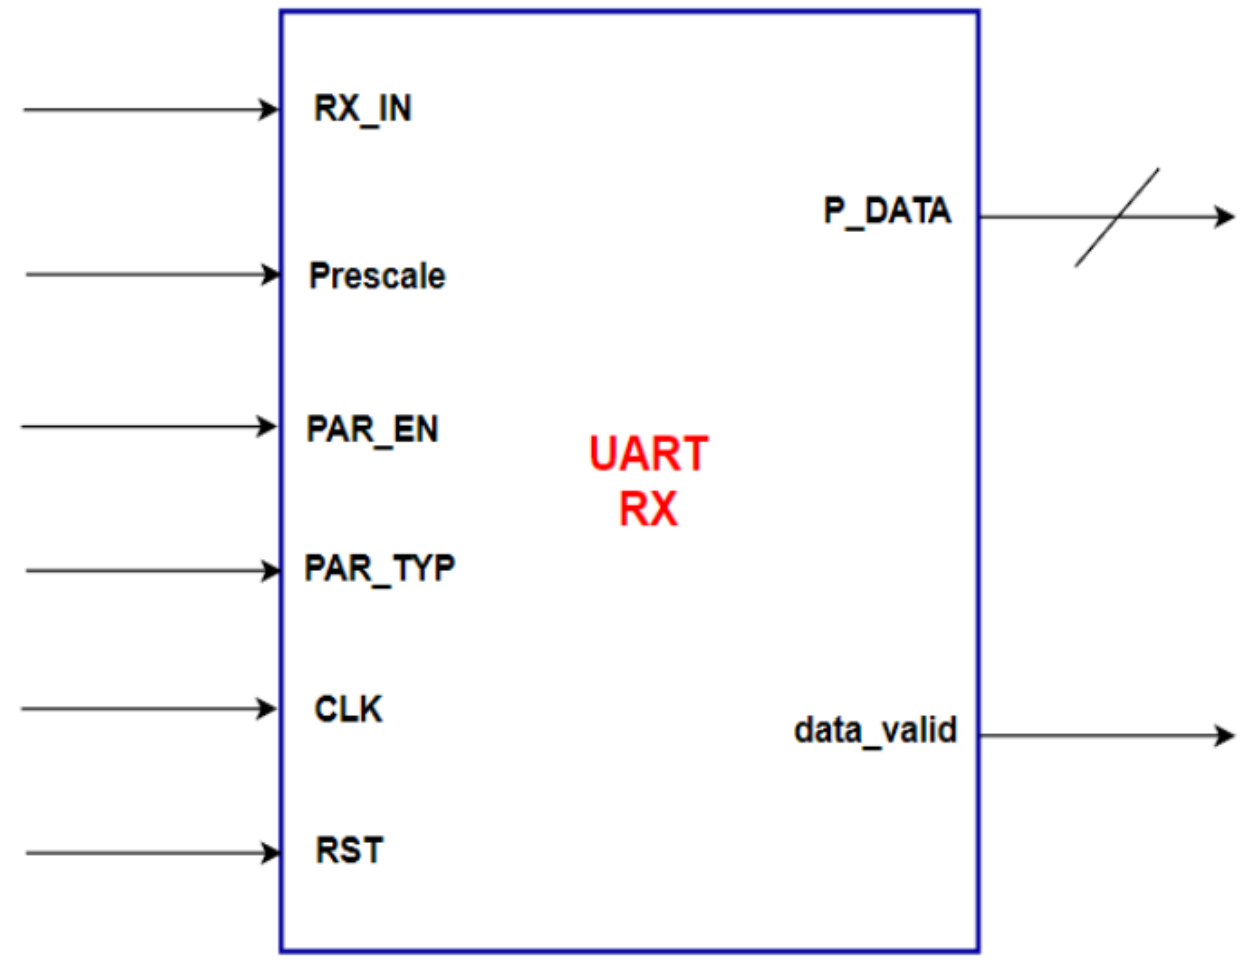 RX_IN
P_DATA
Prescale
PAR_EN
UART
RX
PAR_TYP
CLK
data_valid
RST